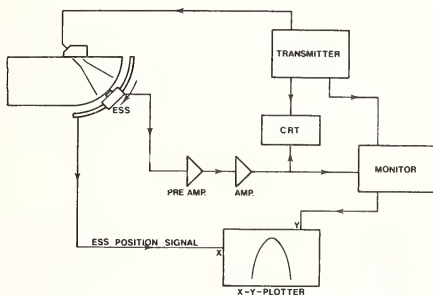 TRANSMITTER
ESS
CRT
MONITOR
PRE AMP.
AMP.
Y
ESS POSITION SIGNAL
X
X-Y-PLOTTER